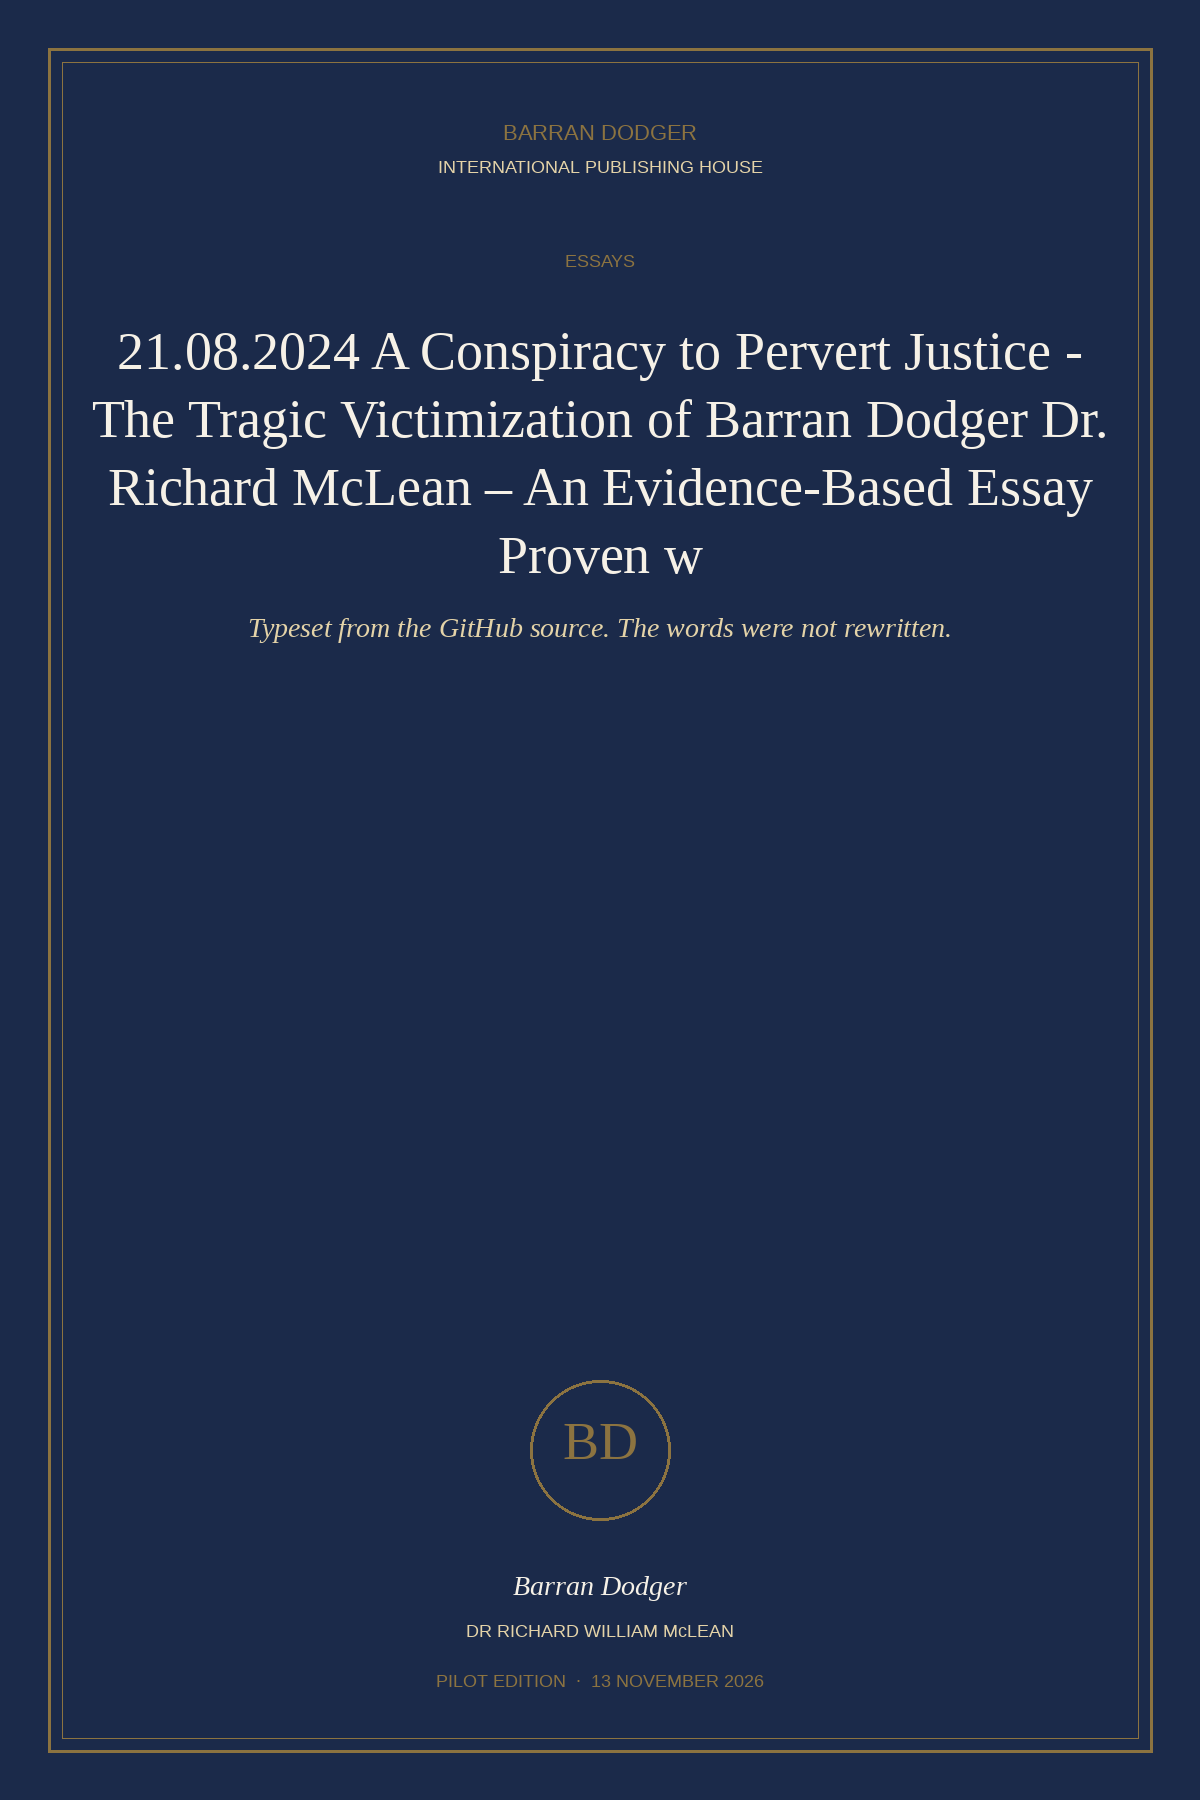 BARRAN DODGER
INTERNATIONAL PUBLISHING HOUSE
ESSAYS
21.08.2024 A Conspiracy to Pervert Justice -
The Tragic Victimization of Barran Dodger Dr.
Richard McLean – An Evidence-Based Essay
Proven w
Typeset from the GitHub source. The words were not rewritten.
BD
Barran Dodger
DR RICHARD WILLIAM McLEAN
PILOT EDITION · 13 NOVEMBER 2026